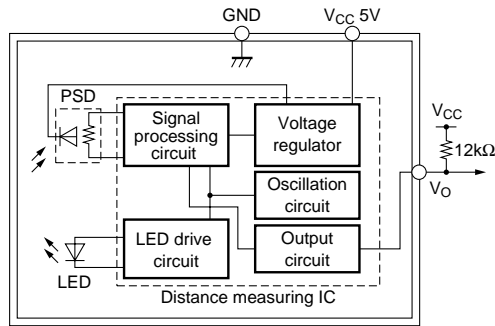 GND
VCC 5V
PSD
Signal
processing
circuit
Voltage
regulator
VCC
12kΩ
VO
Oscillation
circuit
LED drive
circuit
Output
circuit
LED
Distance measuring IC